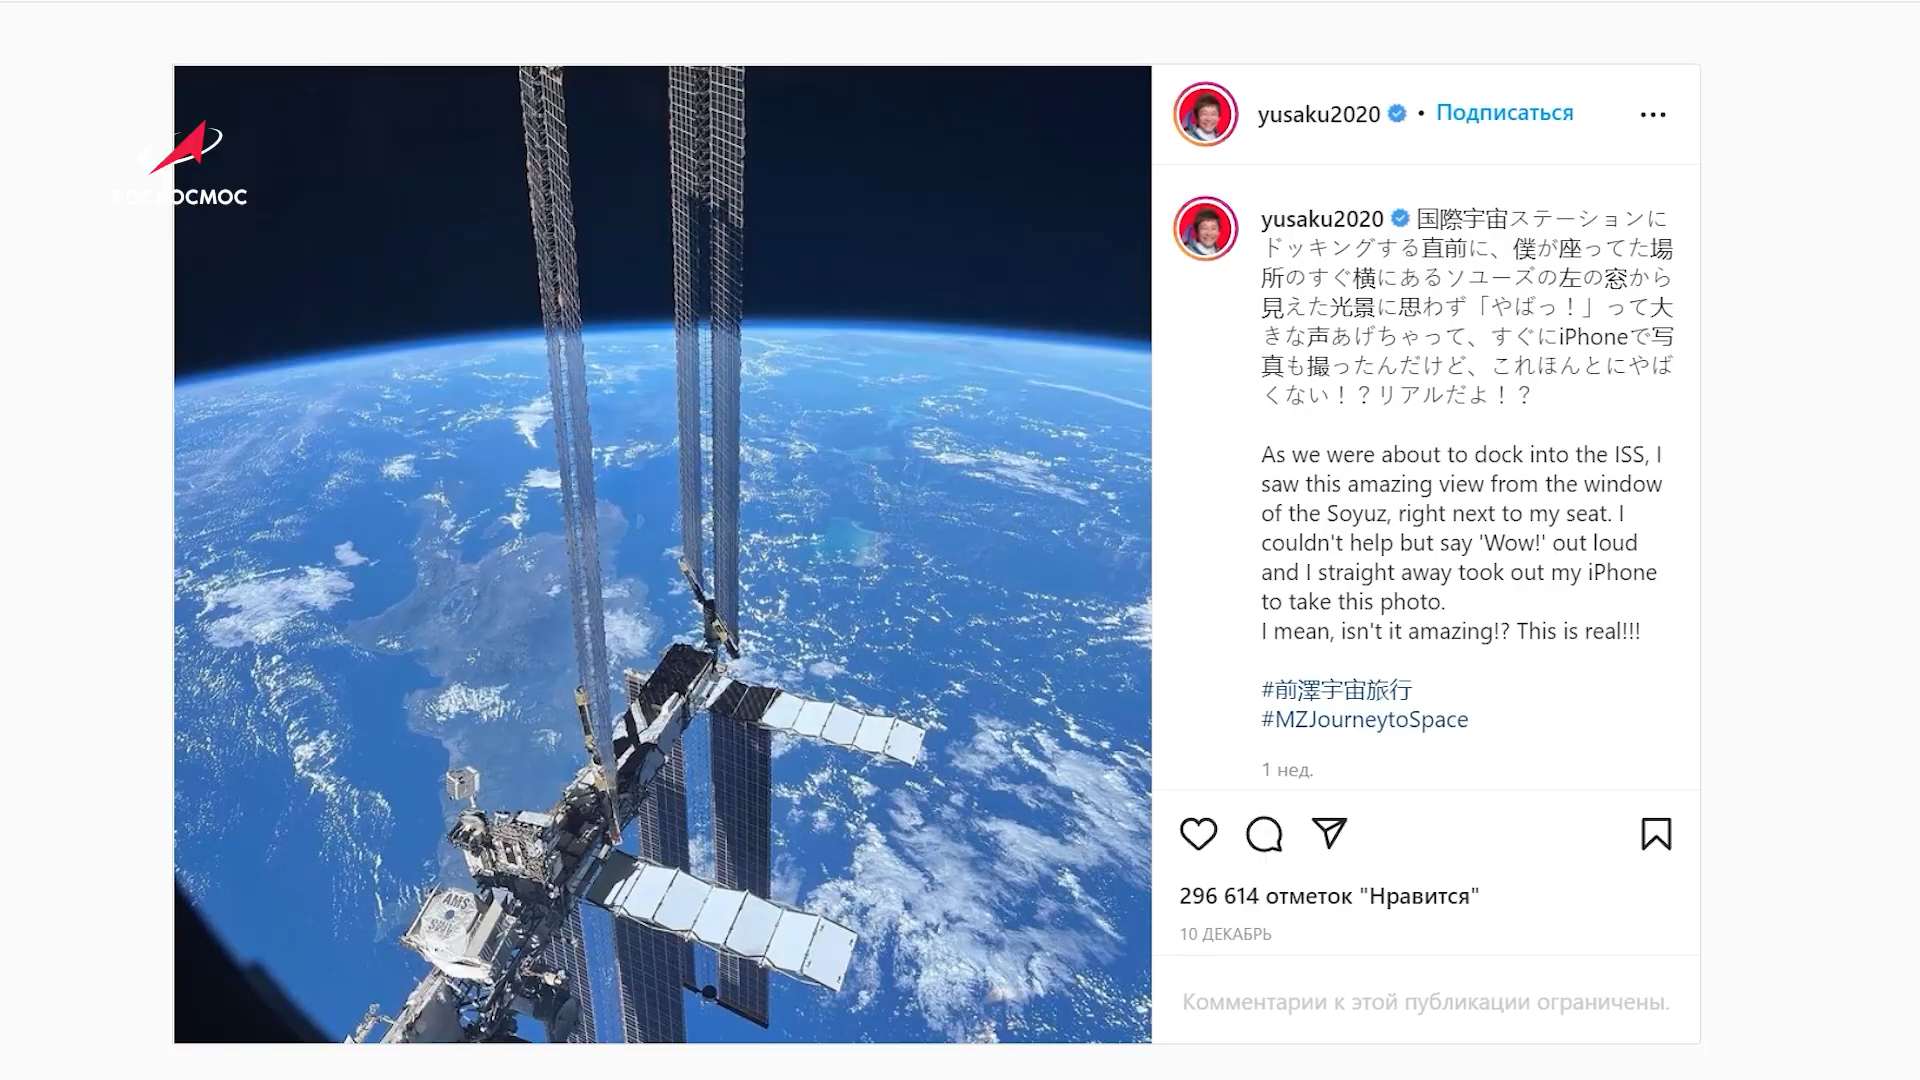 РОСКОСМОС
AMS
yusaku2020 • Подписаться
yusaku2020 国際宇宙ステーションに
ドッキングする直前に、僕が座ってた場
所のすぐ横にあるソユーズの左の窓から
見えた光景に思わず「やばっ！」って大
きな声あげちゃって、すぐにiPhoneで写
真も撮ったんだけど、これほんとにやば
くない！？リアルだよ！？
As we were about to dock into the ISS, I
saw this amazing view from the window
of the Soyuz, right next to my seat. I
couldn't help but say 'Wow!' out loud
and I straight away took out my iPhone
to take this photo.
I mean, isn't it amazing!? This is real!!!
#前澤宇宙旅行
#MZJourneytoSpace
1 нед.
296 614 отметок "Нравится"
10 ДЕКАБРЬ
Комментарии к этой публикации ограничены.